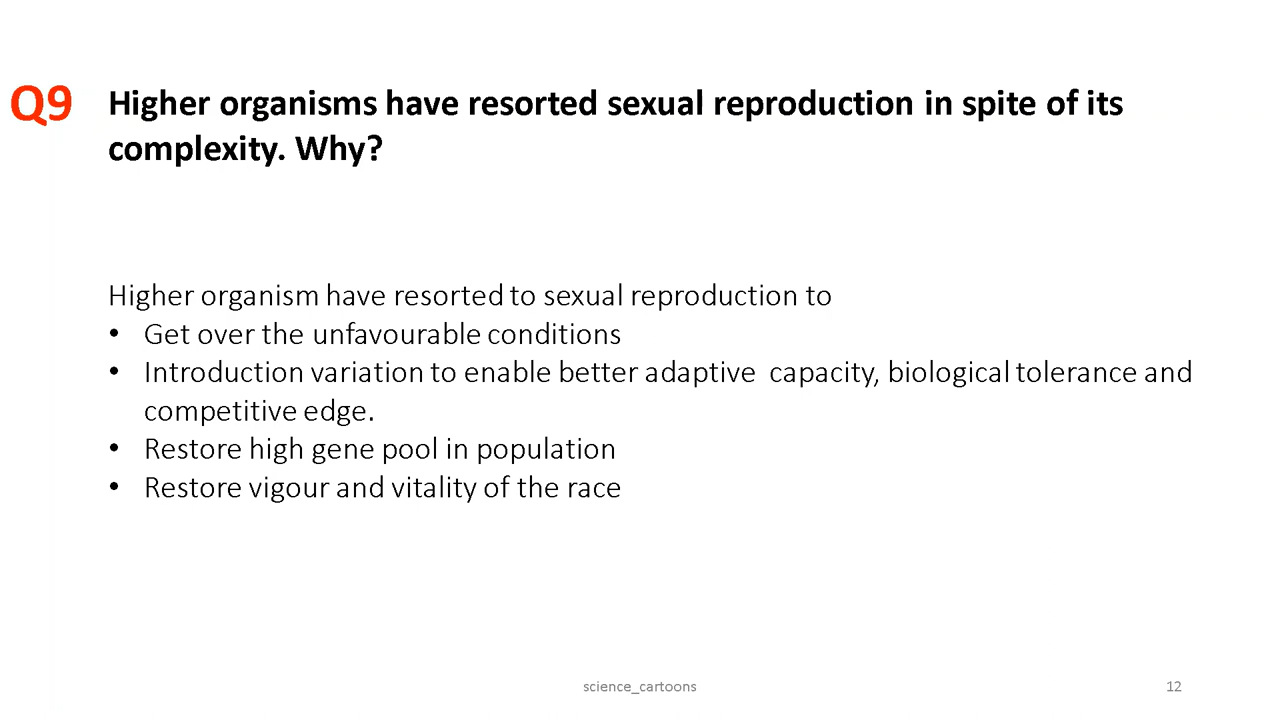 Q9 Higher organisms have resorted sexual reproduction in spite of its
complexity. Why?
Higher organism have resorted to sexual reproduction to
• Get over the unfavourable conditions
• Introduction variation to enable better adaptive  capacity, biological tolerance and
competitive edge.
• Restore high gene pool in population
• Restore vigour and vitality of the race
science_cartoons 12